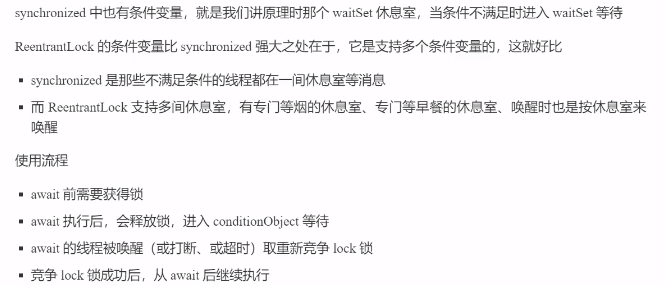 synchronized 中也有条件变量，就是我们讲原理时那个 waitSet 休息室，当条件不满足时进入 waitSet 等待
ReentrantLock 的条件变量比 synchronized 强大之处在于，它是支持多个条件变量的，这就好比
▪ synchronized 是那些不满足条件的线程都在一间休息室等消息
▪ 而 ReentrantLock 支持多间休息室，有专门等烟的休息室、专门等早餐的休息室、唤醒时也是按休息室来
唤醒
使用流程
▪ await 前需要获得锁
▪ await 执行后，会释放锁，进入 conditionObject 等待
▪ await 的线程被唤醒（或打断、或超时）取重新竞争 lock 锁
▪ 竞争 lock 锁成功后，从 await 后继续执行